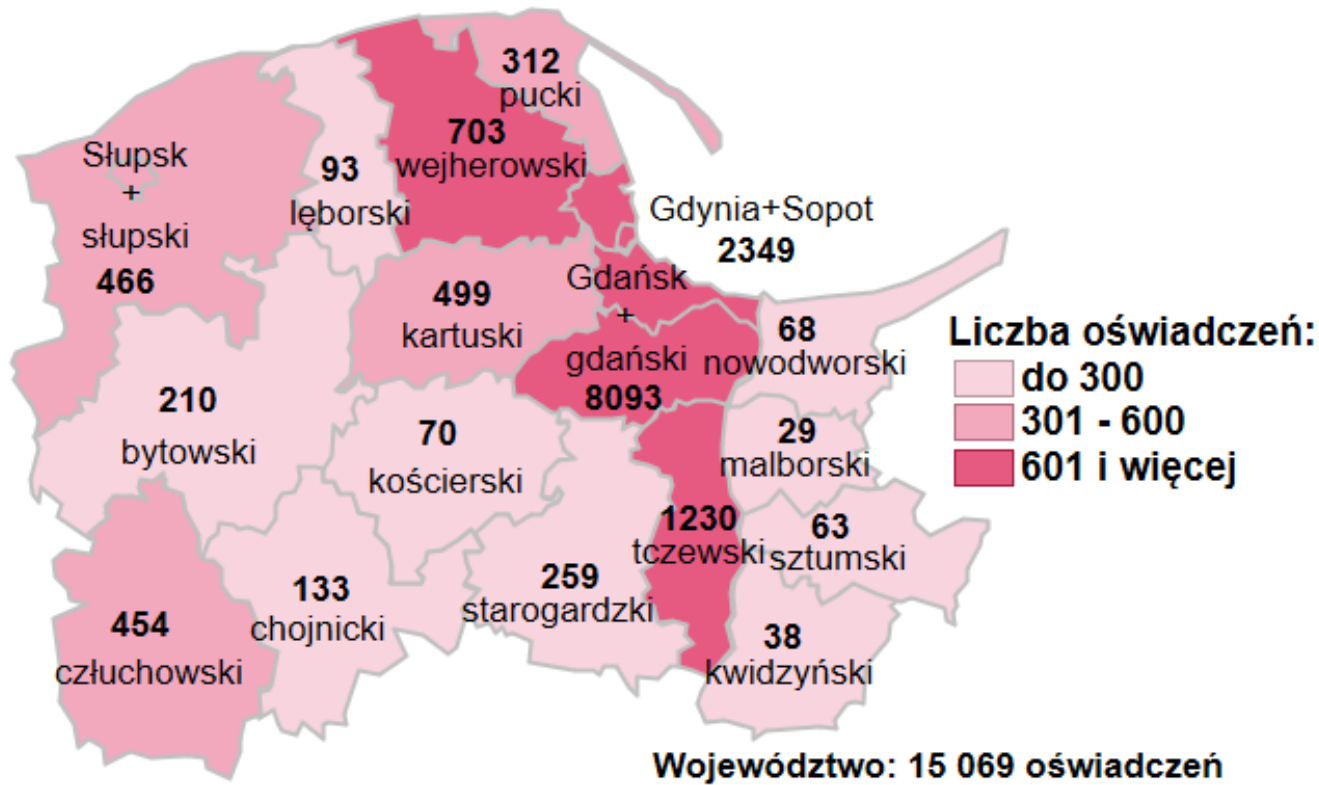 312
pucki
703
wejherowski
Słupsk
+
słupski
466
93
lęborski
Gdynia+Sopot
2349
499
kartuski
Gdańsk
+
gdański
8093
68
nowodworski
210
bytowski
70
kościerski
29
malborski
1230
tczewski
63
sztumski
454
człuchowski
133
chojnicki
259
starogardzki
38
kwidzyński
Liczba oświadczeń:
do 300
301 - 600
601 i więcej
Województwo: 15 069 oświadczeń